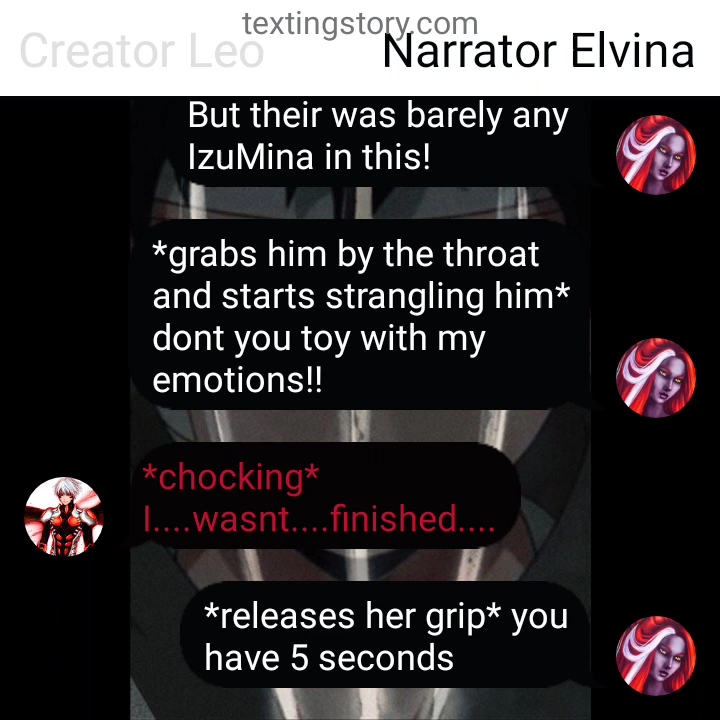 textingstory.com
Creator Leo
Narrator Elvina
But their was barely any
IzuMina in this!
*grabs him by the throat
and starts strangling him*
dont you toy with my
emotions!!
*chocking*
I....wasnt....finished....
*releases her grip* you
have 5 seconds